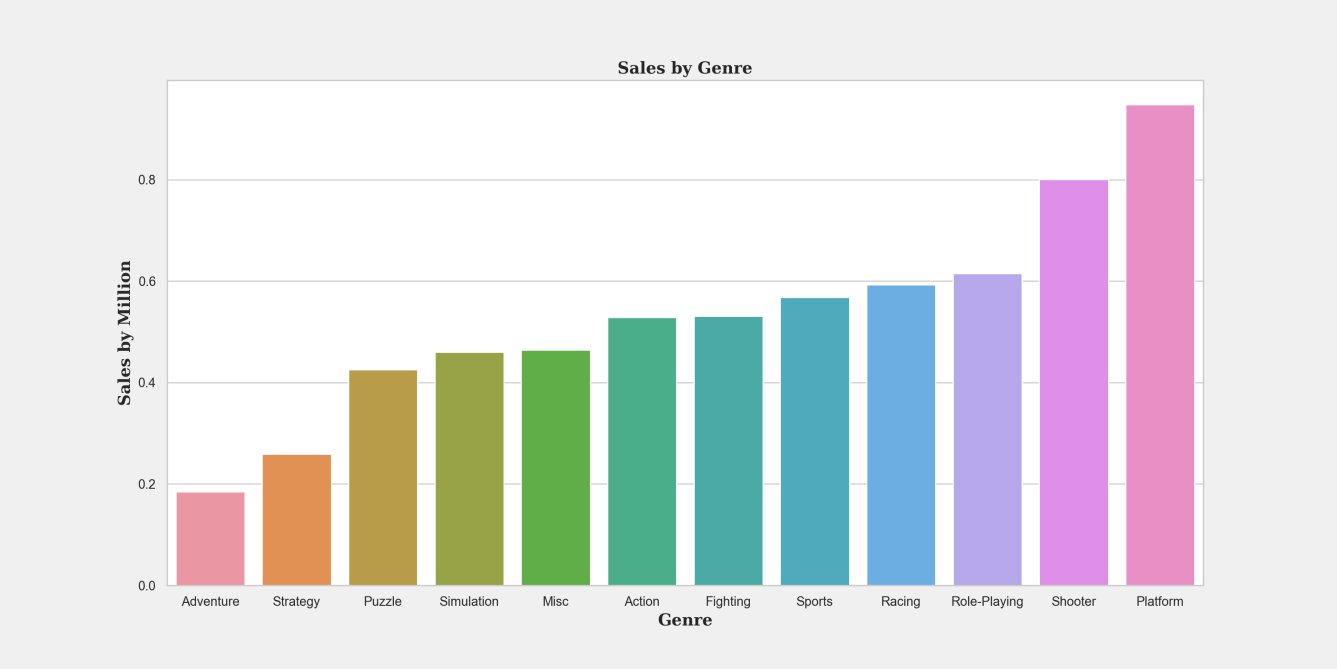 Sales by Genre
Sales by Million
0.8
0.6
0.4
0.2
0.0
Adventure Strategy Puzzle Simulation Misc Action Fighting Sports Racing Role-Playing Shooter Platform
Genre